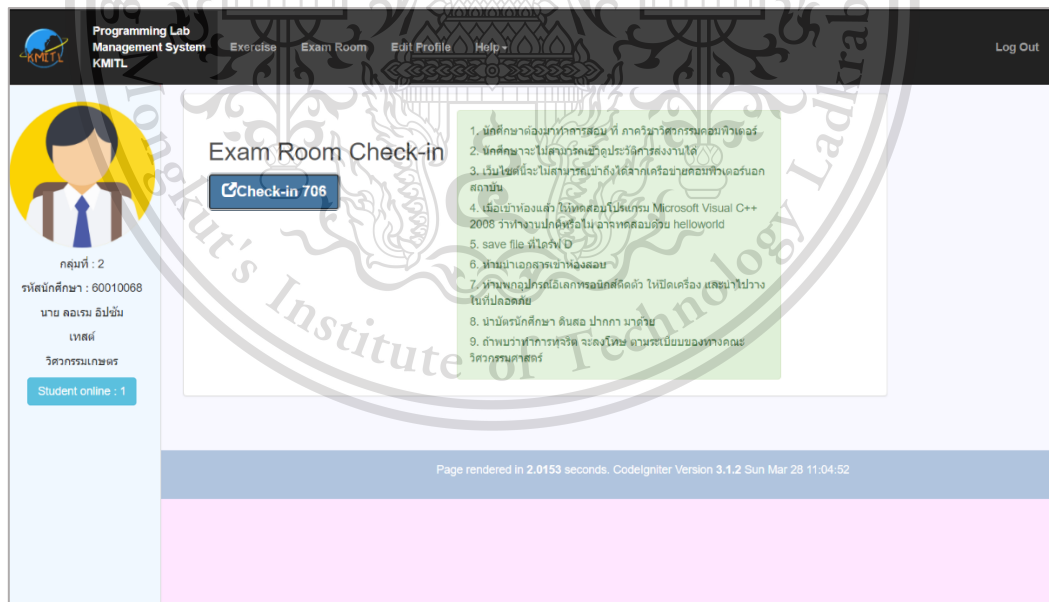 Programming Lab
Management System
KMITL
Exercise
Exam Room
Edit Profile
Help
Log Out
KMITL
กลุ่มที่ : 2
รหัสนักศึกษา : 60010068
นาย ลอเรม อิปซัม
เทสต์
วิศวกรรมเกษตร
Student online : 1
Exam Room Check-in
Check-in 706
1. นักศึกษาต้องมาทำการสอบ ที่ ภาควิชาวิศวกรรมคอมพิวเตอร์
2. นักศึกษาจะไม่สามารถเข้าดูประวัติการส่งงานได้
3. เว็บไซต์นี้จะไม่สามารถเข้าถึงได้จากเครือข่ายคอมพิวเตอร์นอก
สถาบัน
4. เมื่อเข้าห้องแล้ว ให้ทดสอบโปรแกรม Microsoft Visual C++
2008 ว่าทำงานปกติหรือไม่ อาจทดสอบด้วย helloworld
5. save file ที่ไดร์ฟ D
6. ห้ามนำเอกสารเข้าห้องสอบ
7. ห้ามพกอุปกรณ์อิเลกทรอนิกส์ติดตัว ให้ปิดเครื่อง และนำไปวาง
ในที่ปลอดภัย
8. นำบัตรนักศึกษา ดินสอ ปากกา มาด้วย
9. ถ้าพบว่าทำการทุจริต จะลงโทษ ตามระเบียบของทางคณะ
วิศวกรรมศาสตร์
Page rendered in 2.0153 seconds. CodeIgniter Version 3.1.2 Sun Mar 28 11:04:52
Mongkut's Institute of Technology Ladkrab